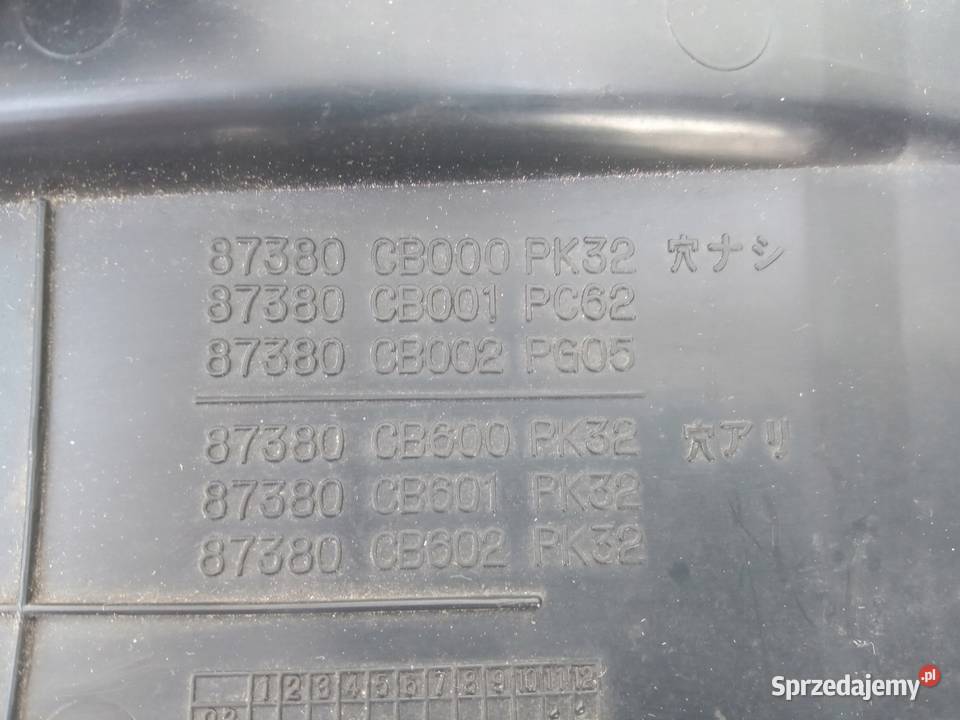 87380 CB000 PK32 穴ナシ
87380 CB001 PC62
87380 CB002 PG05
87380 CB600 PK32 穴アリ
87380 CB601 PK32
87380 CB602 PK32
1 2 3 4 5 6 7 8 9 10 11 12
Sprzedajemy.pl